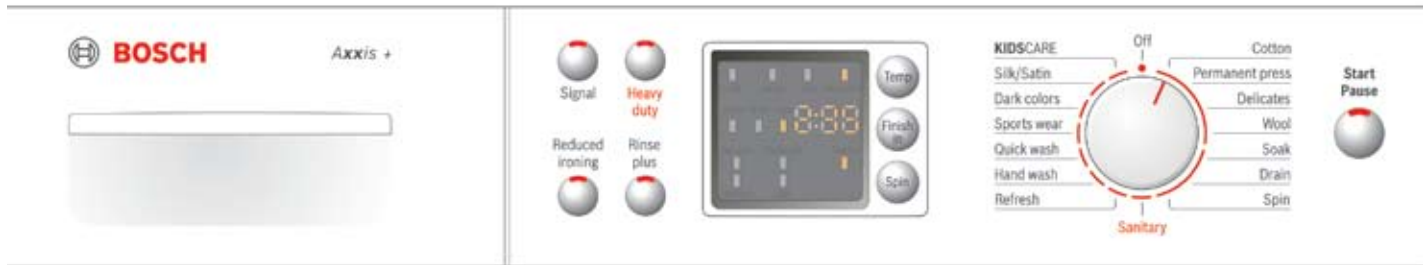 BOSCH
Axxis +
Signal
Heavy
duty
Reduced
ironing
Rinse
plus
8:88
Temp
Finish
in
Spin
Off
KIDSCARE
Silk/Satin
Dark colors
Sports wear
Quick wash
Hand wash
Refresh
Cotton
Permanent press
Delicates
Wool
Soak
Drain
Spin
Sanitary
Start
Pause